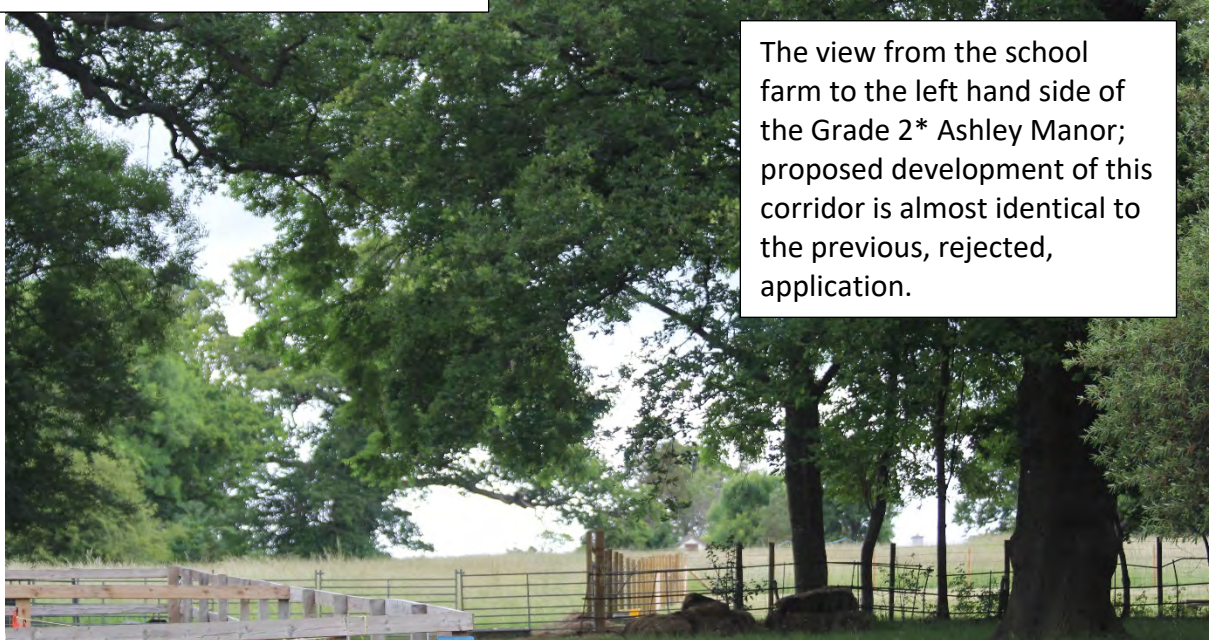 The view from the school
farm to the left hand side of
the Grade 2* Ashley Manor;
proposed development of this
corridor is almost identical to
the previous, rejected,
application.